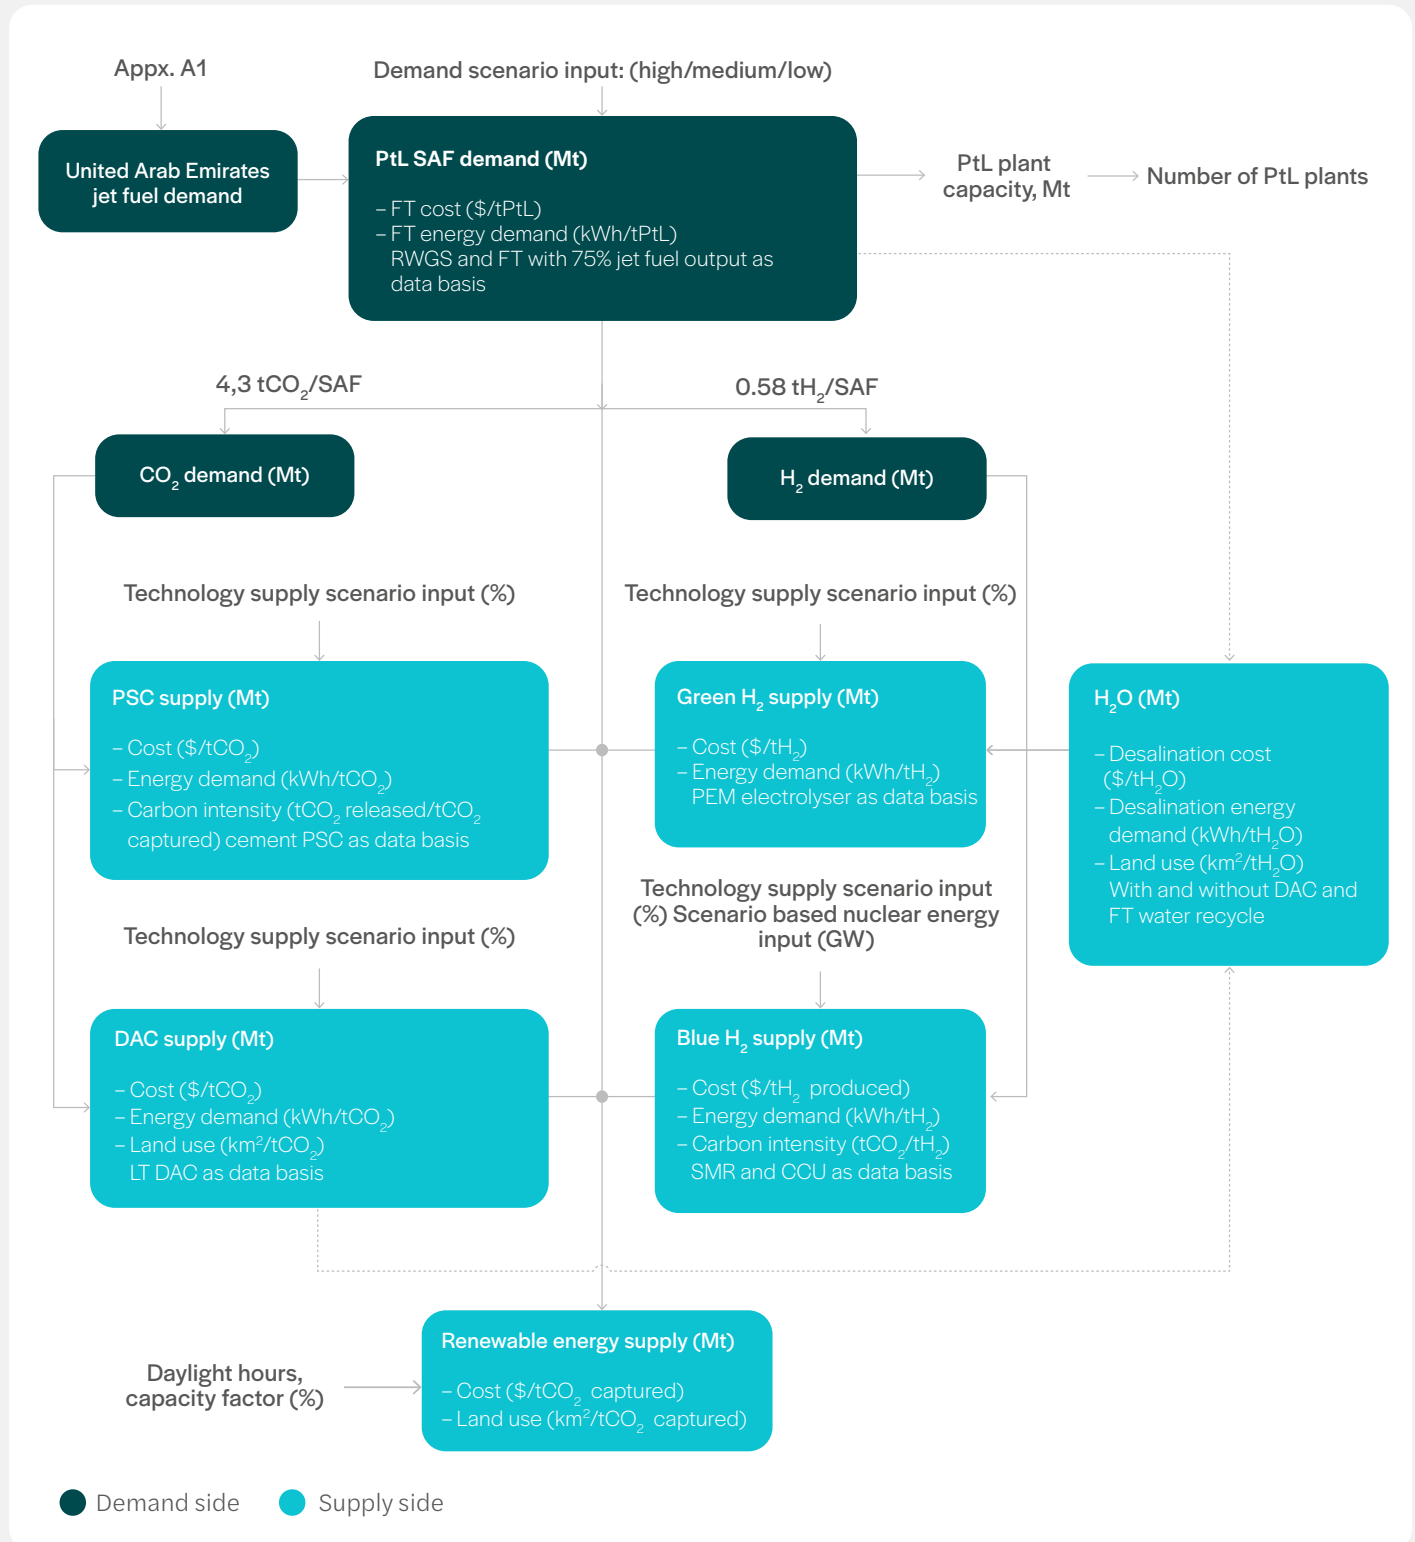 Appx. A1
Demand scenario input: (high/medium/low)
United Arab Emirates
jet fuel demand
PtL SAF demand (Mt)
– FT cost ($/tPtL)
– FT energy demand (kWh/tPtL)
RWGS and FT with 75% jet fuel output as
data basis
PtL plant
capacity, Mt
Number of PtL plants
4,3 tCO₂/SAF
0.58 tH₂/SAF
CO₂ demand (Mt)
H₂ demand (Mt)
Technology supply scenario input (%)
Technology supply scenario input (%)
PSC supply (Mt)
– Cost ($/tCO₂)
– Energy demand (kWh/tCO₂)
– Carbon intensity (tCO₂ released/tCO₂
captured) cement PSC as data basis
Green H₂ supply (Mt)
– Cost ($/tH₂)
– Energy demand (kWh/tH₂)
PEM electrolyser as data basis
H₂O (Mt)
– Desalination cost
($/tH₂O)
– Desalination energy
demand (kWh/tH₂O)
– Land use (km²/tH₂O)
With and without DAC and
FT water recycle
Technology supply scenario input (%)
Technology supply scenario input
(%) Scenario based nuclear energy
input (GW)
DAC supply (Mt)
– Cost ($/tCO₂)
– Energy demand (kWh/tCO₂)
– Land use (km²/tCO₂)
LT DAC as data basis
Blue H₂ supply (Mt)
– Cost ($/tH₂ produced)
– Energy demand (kWh/tH₂)
– Carbon intensity (tCO₂/tH₂)
SMR and CCU as data basis
Daylight hours,
capacity factor (%)
Renewable energy supply (Mt)
– Cost ($/tCO₂ captured)
– Land use (km²/tCO₂ captured)
Demand side
Supply side